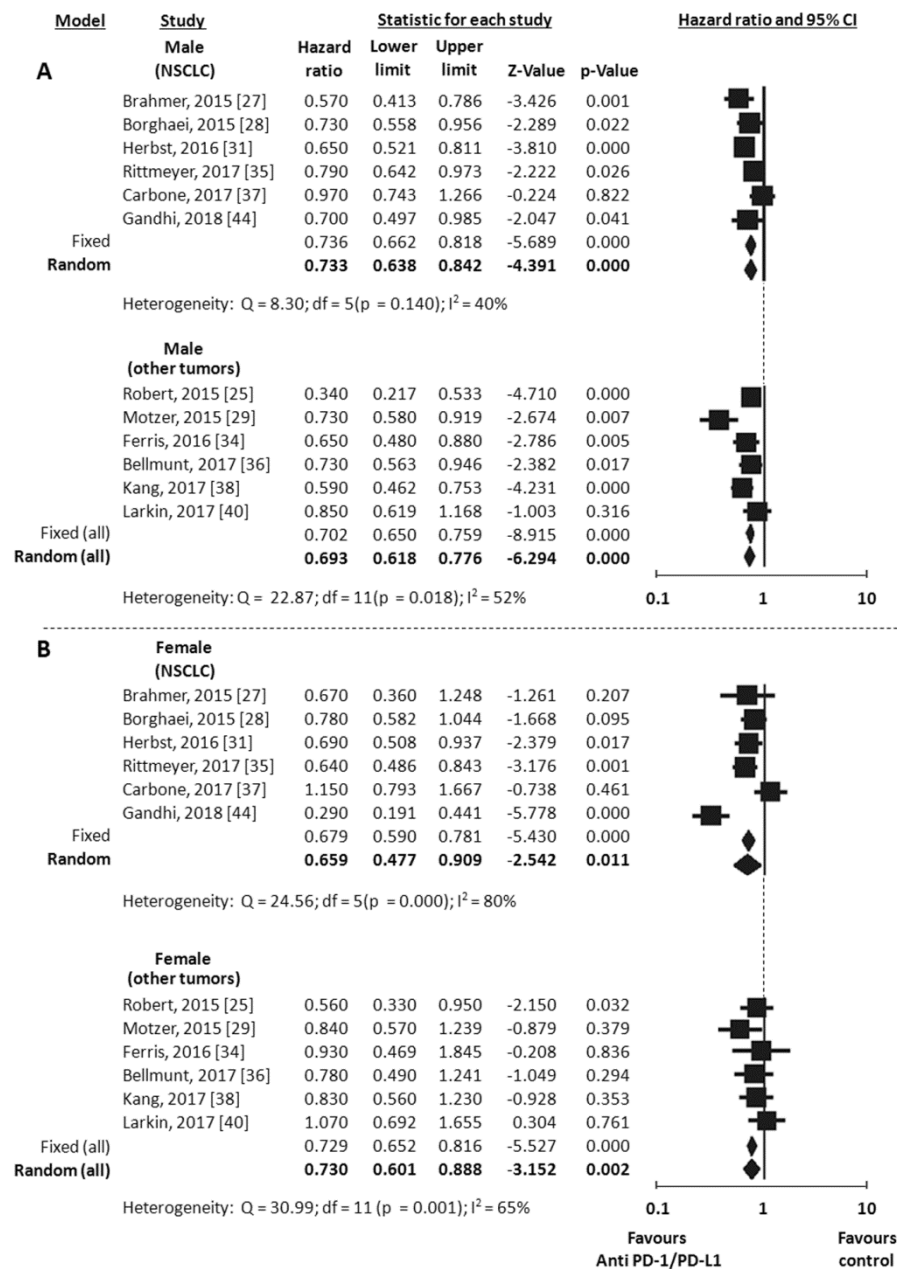 Model Study Statistic for each study Hazard ratio and 95% CI
A
Male (NSCLC) Hazard ratio Lower limit Upper limit Z-Value p-Value
Brahmer, 2015 [27] 0.570 0.413 0.786 -3.426 0.001
Borghaei, 2015 [28] 0.730 0.558 0.956 -2.289 0.022
Herbst, 2016 [31] 0.650 0.521 0.811 -3.810 0.000
Rittmeyer, 2017 [35] 0.790 0.642 0.973 -2.222 0.026
Carbone, 2017 [37] 0.970 0.743 1.266 -0.224 0.822
Gandhi, 2018 [44] 0.700 0.497 0.985 -2.047 0.041
Fixed 0.736 0.662 0.818 -5.689 0.000
Random 0.733 0.638 0.842 -4.391 0.000
Heterogeneity: Q = 8.30; df = 5(p = 0.140); I² = 40%
Male
(other tumors)
Robert, 2015 [25] 0.340 0.217 0.533 -4.710 0.000
Motzer, 2015 [29] 0.730 0.580 0.919 -2.674 0.007
Ferris, 2016 [34] 0.650 0.480 0.880 -2.786 0.005
Bellmunt, 2017 [36] 0.730 0.563 0.946 -2.382 0.017
Kang, 2017 [38] 0.590 0.462 0.753 -4.231 0.000
Larkin, 2017 [40] 0.850 0.619 1.168 -1.003 0.316
Fixed (all) 0.702 0.650 0.759 -8.915 0.000
Random (all) 0.693 0.618 0.776 -6.294 0.000
Heterogeneity: Q = 22.87; df = 11(p = 0.018); I² = 52%
0.1 1 10
B
Female
(NSCLC)
Brahmer, 2015 [27] 0.670 0.360 1.248 -1.261 0.207
Borghaei, 2015 [28] 0.780 0.582 1.044 -1.668 0.095
Herbst, 2016 [31] 0.690 0.508 0.937 -2.379 0.017
Rittmeyer, 2017 [35] 0.640 0.486 0.843 -3.176 0.001
Carbone, 2017 [37] 1.150 0.793 1.667 -0.738 0.461
Gandhi, 2018 [44] 0.290 0.191 0.441 -5.778 0.000
Fixed 0.679 0.590 0.781 -5.430 0.000
Random 0.659 0.477 0.909 -2.542 0.011
Heterogeneity: Q = 24.56; df = 5(p = 0.000); I² = 80%
Female
(other tumors)
Robert, 2015 [25] 0.560 0.330 0.950 -2.150 0.032
Motzer, 2015 [29] 0.840 0.570 1.239 -0.879 0.379
Ferris, 2016 [34] 0.930 0.469 1.845 -0.208 0.836
Bellmunt, 2017 [36] 0.780 0.490 1.241 -1.049 0.294
Kang, 2017 [38] 0.830 0.560 1.230 -0.928 0.353
Larkin, 2017 [40] 1.070 0.692 1.655 0.304 0.761
Fixed (all) 0.729 0.652 0.816 -5.527 0.000
Random (all) 0.730 0.601 0.888 -3.152 0.002
Heterogeneity: Q = 30.99; df = 11 (p = 0.001); I² = 65%
0.1 1 10
Favours Anti PD-1/PD-L1
Favours control